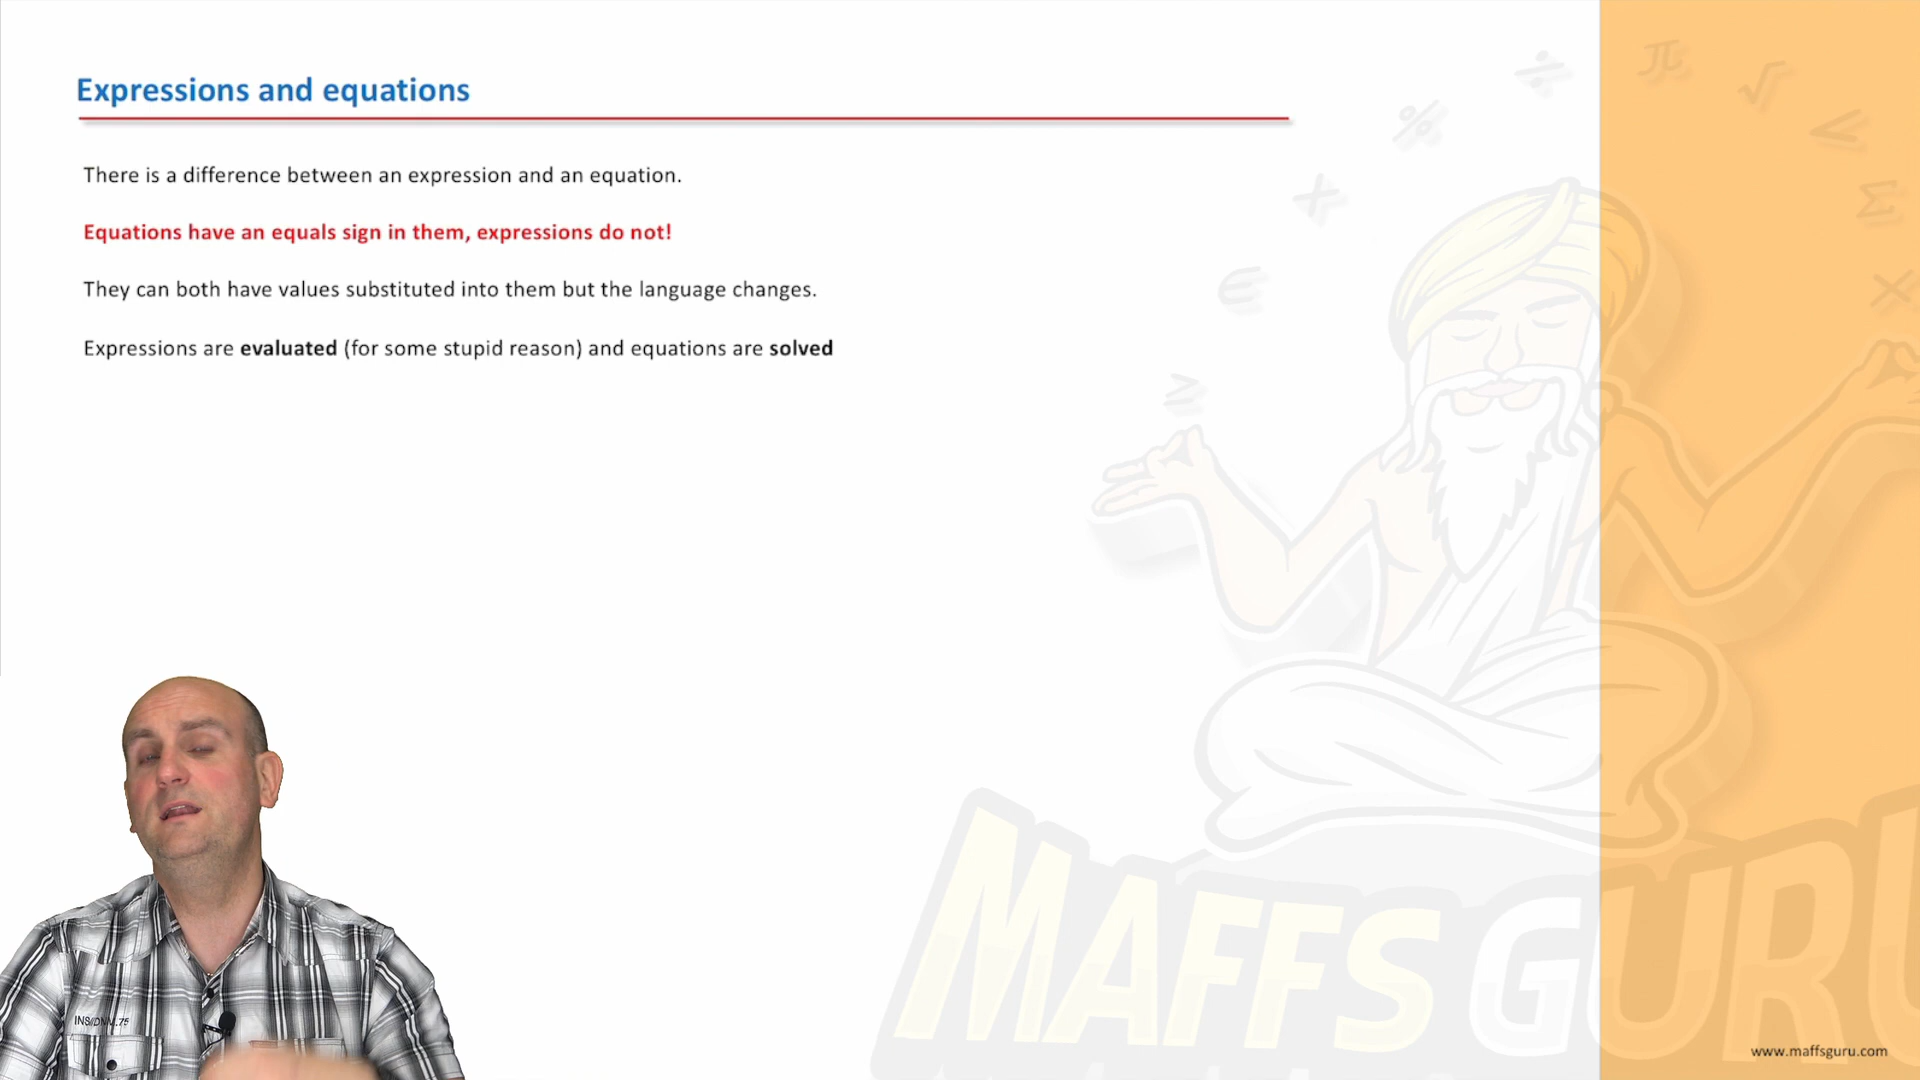 Expressions and equations
There is a difference between an expression and an equation.
Equations have an equals sign in them, expressions do not!
They can both have values substituted into them but the language changes.
Expressions are evaluated (for some stupid reason) and equations are solved
MAFFS GURU
www.maffsguru.com